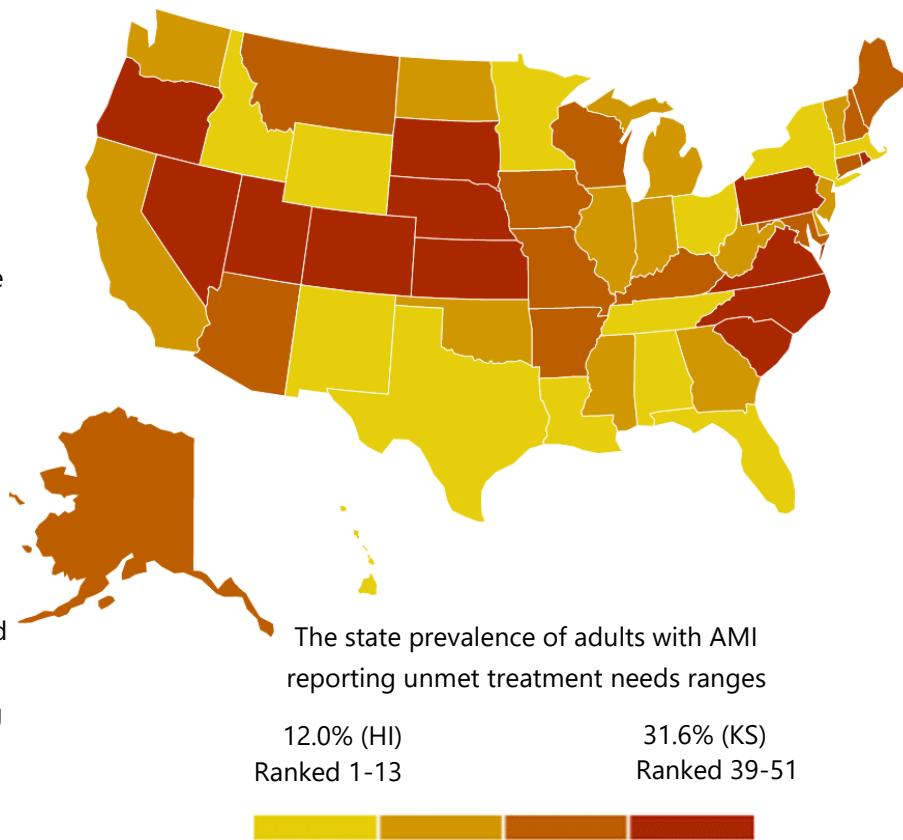 e
d
The state prevalence of adults with AMI
reporting unmet treatment needs ranges
12.0% (HI)
31.6% (KS)
Ranked 1-13
Ranked 39-51